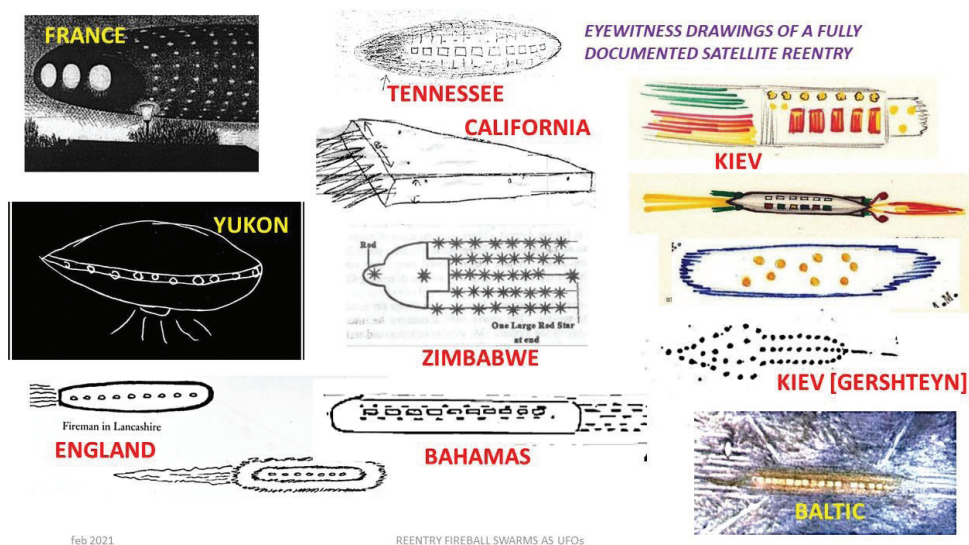 FRANCE
TENNESSEE
EYEWITNESS DRAWINGS OF A FULLY
DOCUMENTED SATELLITE REENTRY
CALIFORNIA
KIEV
YUKON
Red
One Large Red Star
at end
ZIMBABWE
K.M.
KIEV [GERSHTEYN]
Fireman in Lancashire
ENGLAND
BAHAMAS
BALTIC
feb 2021
REENTRY FIREBALL SWARMS AS UFOs